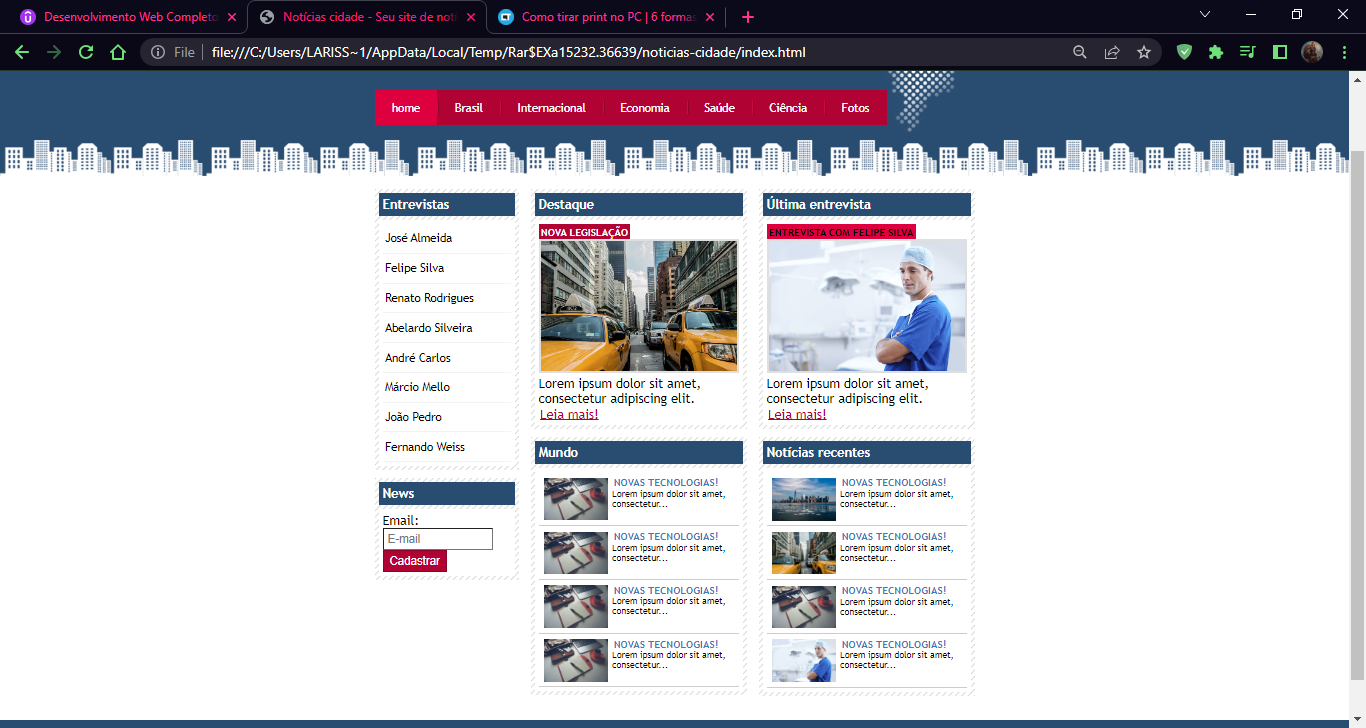 Desenvolvimento Web Completo
Notícias cidade - Seu site de notí
Como tirar print no PC | 6 formas
File
file:///C:/Users/LARISS~1/AppData/Local/Temp/Rar$EXa15232.36639/noticias-cidade/index.html
home Brasil Internacional Economia Saúde Ciência Fotos
Entrevistas
José Almeida
Felipe Silva
Renato Rodrigues
Abelardo Silveira
André Carlos
Márcio Mello
João Pedro
Fernando Weiss
News
Email:
E-mail
Cadastrar
Destaque
NOVA LEGISLAÇÃO
Lorem ipsum dolor sit amet,
consectetur adipiscing elit.
Leia mais!
Última entrevista
ENTREVISTA COM FELIPE SILVA
Lorem ipsum dolor sit amet,
consectetur adipiscing elit.
Leia mais!
Mundo
NOVAS TECNOLOGIAS!
Lorem ipsum dolor sit amet,
consectetur...
NOVAS TECNOLOGIAS!
Lorem ipsum dolor sit amet,
consectetur...
NOVAS TECNOLOGIAS!
Lorem ipsum dolor sit amet,
consectetur...
NOVAS TECNOLOGIAS!
Lorem ipsum dolor sit amet,
consectetur...
Notícias recentes
NOVAS TECNOLOGIAS!
Lorem ipsum dolor sit amet,
consectetur...
NOVAS TECNOLOGIAS!
Lorem ipsum dolor sit amet,
consectetur...
NOVAS TECNOLOGIAS!
Lorem ipsum dolor sit amet,
consectetur...
NOVAS TECNOLOGIAS!
Lorem ipsum dolor sit amet,
consectetur...